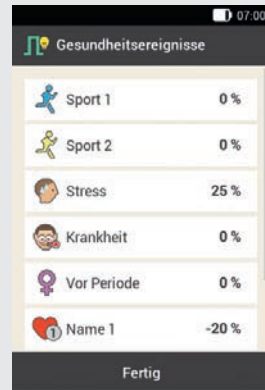 07:00
Gesundheitsereignisse
Sport 1 0 %
Sport 2 0 %
Stress 25 %
Krankheit 0 %
Vor Periode 0 %
1 Name 1 -20 %
Fertig